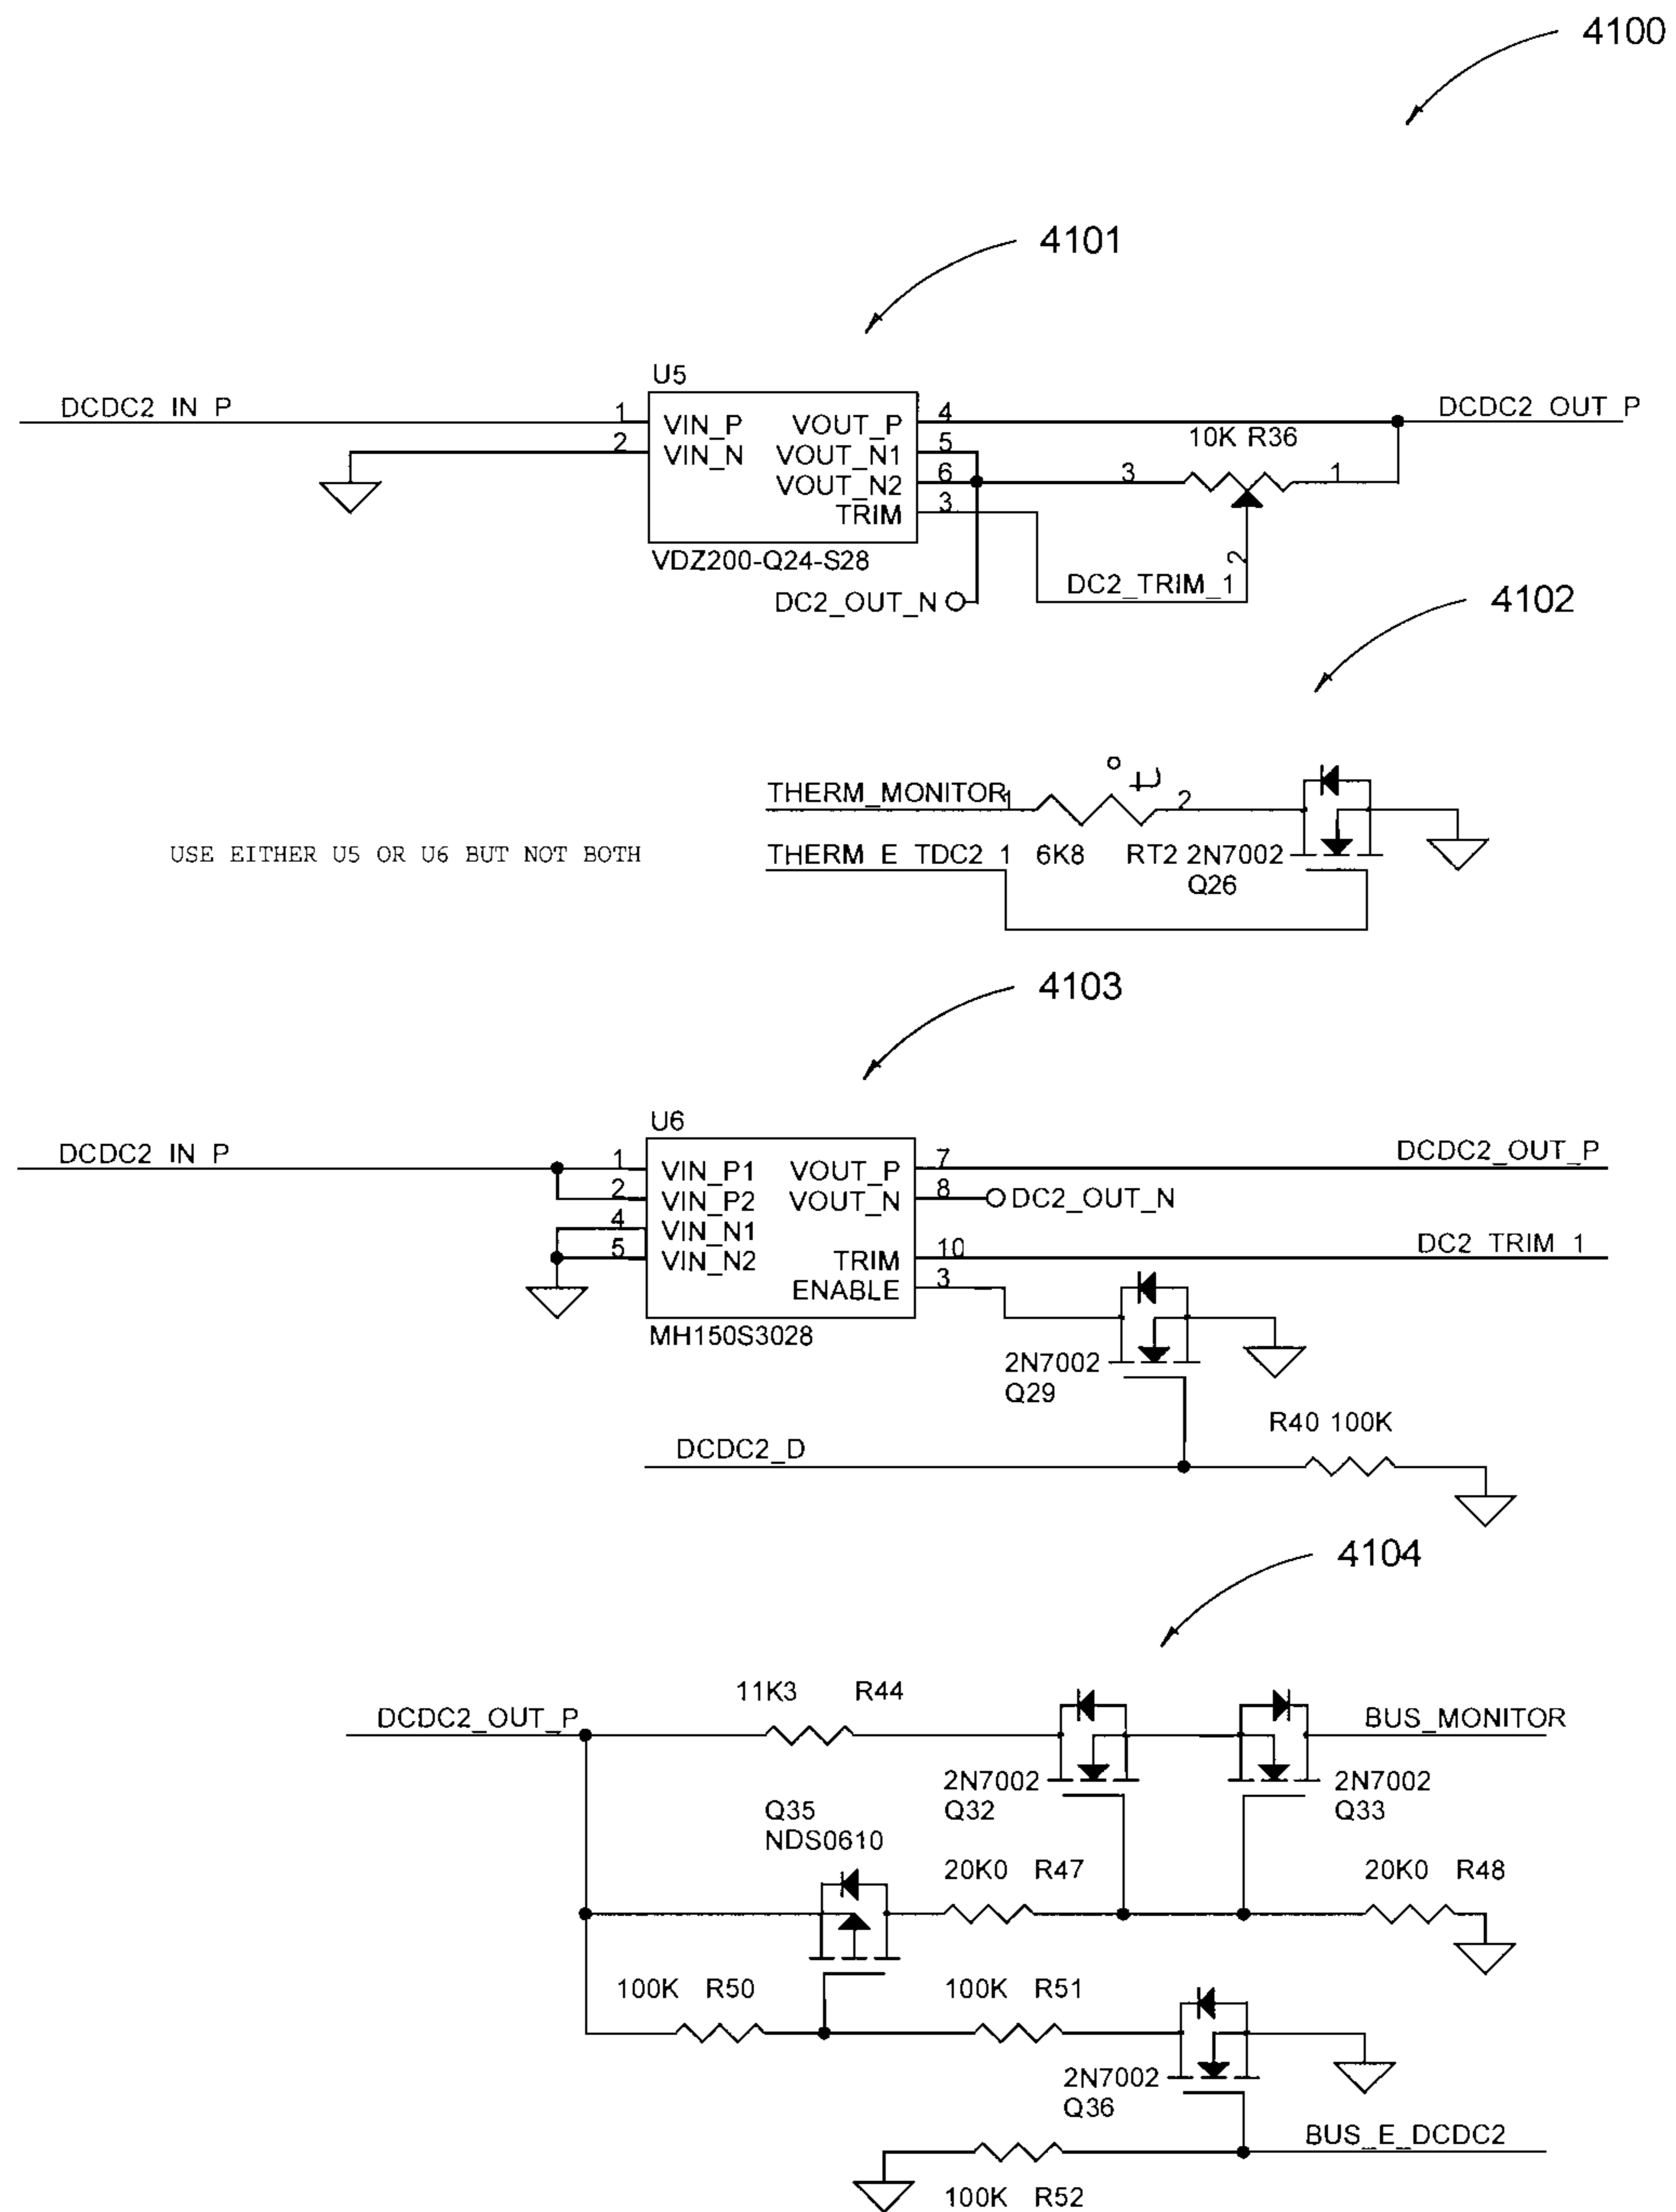 4100
4101
U5
DCDC2_IN_P
1 VIN_P VOUT_P 4
DCDC2_OUT_P
2 VIN_N VOUT_N1 5
10K R36
VOUT_N2 6
3 1
TRIM 3
2
VDZ200-Q24-S28
DC2_TRIM_1
DC2_OUT_N
4102
THERM_MONITOR 1 2
t°
USE EITHER U5 OR U6 BUT NOT BOTH
THERM_E_TDC2_1 6K8 RT2 2N7002
Q26
4103
U6
DCDC2_IN_P
1 VIN_P1 VOUT_P 7
DCDC2_OUT_P
2 VIN_P2 VOUT_N 8
DC2_OUT_N
4 VIN_N1
5 VIN_N2 TRIM 10
DC2_TRIM_1
ENABLE 3
MH150S3028
2N7002
Q29
R40 100K
DCDC2_D
4104
11K3 R44
DCDC2_OUT_P
BUS_MONITOR
2N7002
Q32
2N7002
Q33
Q35
NDS0610
20K0 R47
20K0 R48
100K R50
100K R51
2N7002
Q36
BUS_E_DCDC2
100K R52